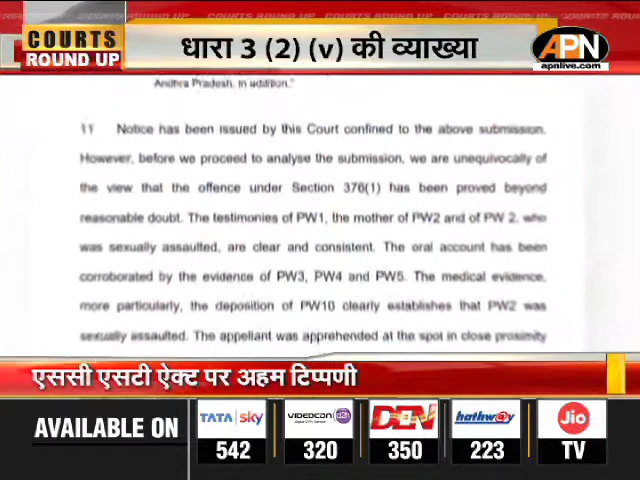 COURTS ROUND UP COURTS ROUND UP
COURTS
ROUND UP
धारा 3 (2) (v) की व्याख्या
APN
apnlive.com
Andhra Pradesh, in addition."
11 Notice has been issued by this Court confined to the above submission.
However, before we proceed to analyse the submission, we are unequivocally of
the view that the offence under Section 376(1) has been proved beyond
reasonable doubt. The testimonies of PW1, the mother of PW2 and of PW 2, who
was sexually assaulted, are clear and consistent. The oral account has been
corroborated by the evidence of PW3, PW4 and PW5. The medical evidence,
more particularly, the deposition of PW10 clearly establishes that PW2 was
sexually assaulted. The appellant was apprehended at the spot in close proximity
एससी एसटी ऐक्ट पर अहम टिप्पणी
AVAILABLE ON
TATA sky
542
VIDEOCON d2h
320
DEN
350
hathway
223
Jio
TV